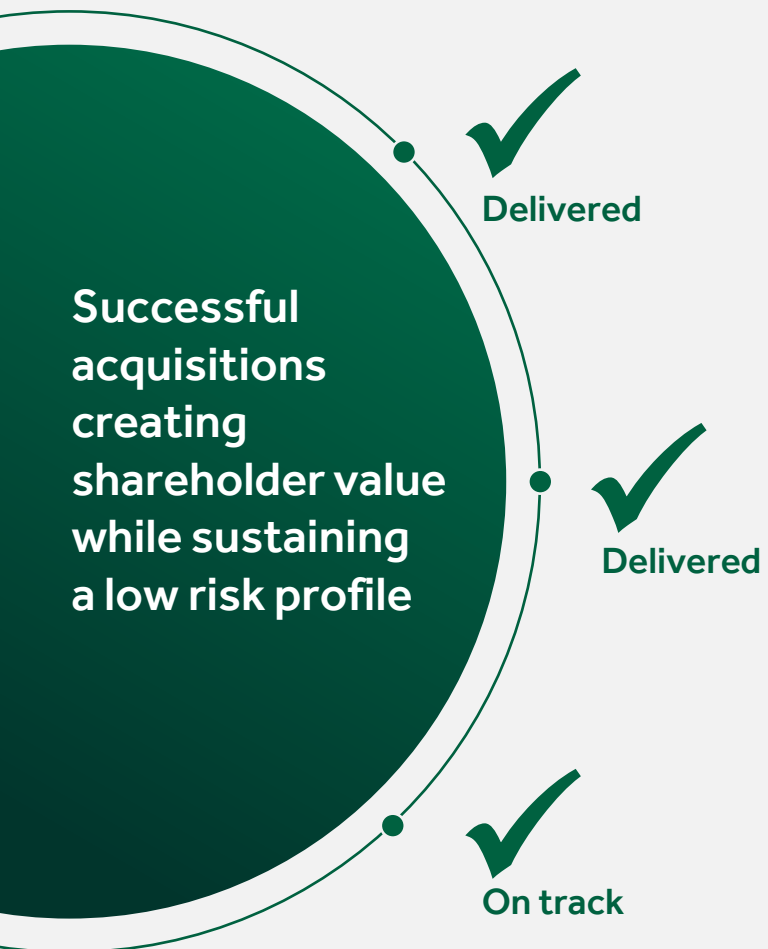 Successful
acquisitions
creating
shareholder value
while sustaining
a low risk profile
Delivered
Delivered
On track